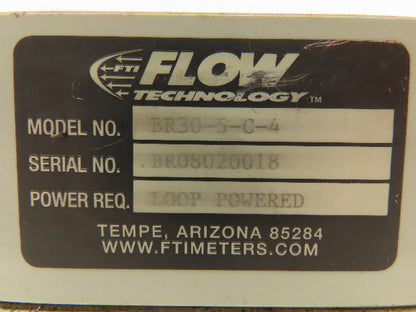 FTI FLOW
TECHNOLOGY™
MODEL NO. BR30-5-C-4
SERIAL NO. BR08020018
POWER REQ. LOOP POWERED
TEMPE, ARIZONA 85284
WWW.FTIMETERS.COM